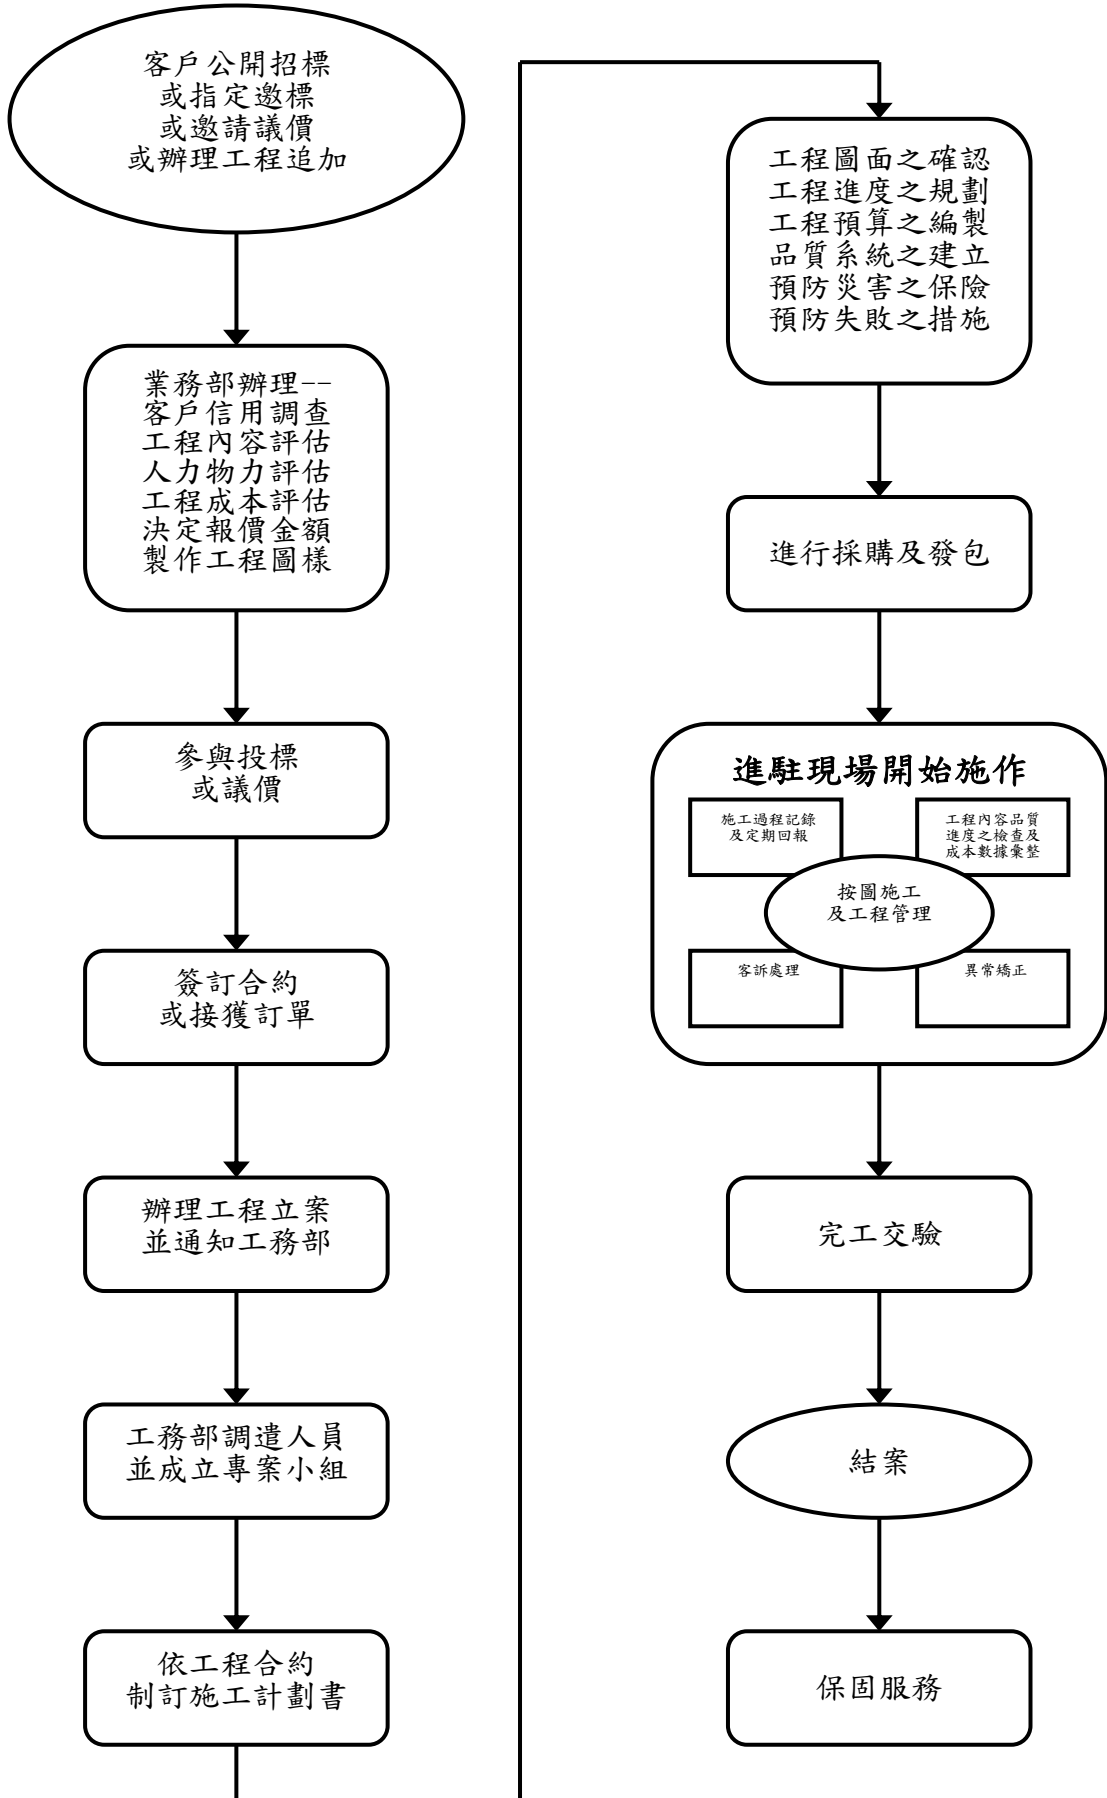 客戶公開招標
或指定邀標
或邀請議價
或辦理工程追加
業務部辦理--
客戶信用調查
工程內容評估
人力物力評估
工程成本評估
決定報價金額
製作工程圖樣
參與投標
或議價
簽訂合約
或接獲訂單
辦理工程立案
並通知工務部
工務部調遣人員
並成立專案小組
依工程合約
制訂施工計劃書
工程圖面之確認
工程進度之規劃
工程預算之編製
品質系統之建立
預防災害之保險
預防失敗之措施
進行採購及發包
進駐現場開始施作
施工過程記錄
及定期回報
工程內容品質
進度之檢查及
成本數據彙整
按圖施工
及工程管理
客訴處理
異常矯正
完工交驗
結案
保固服務